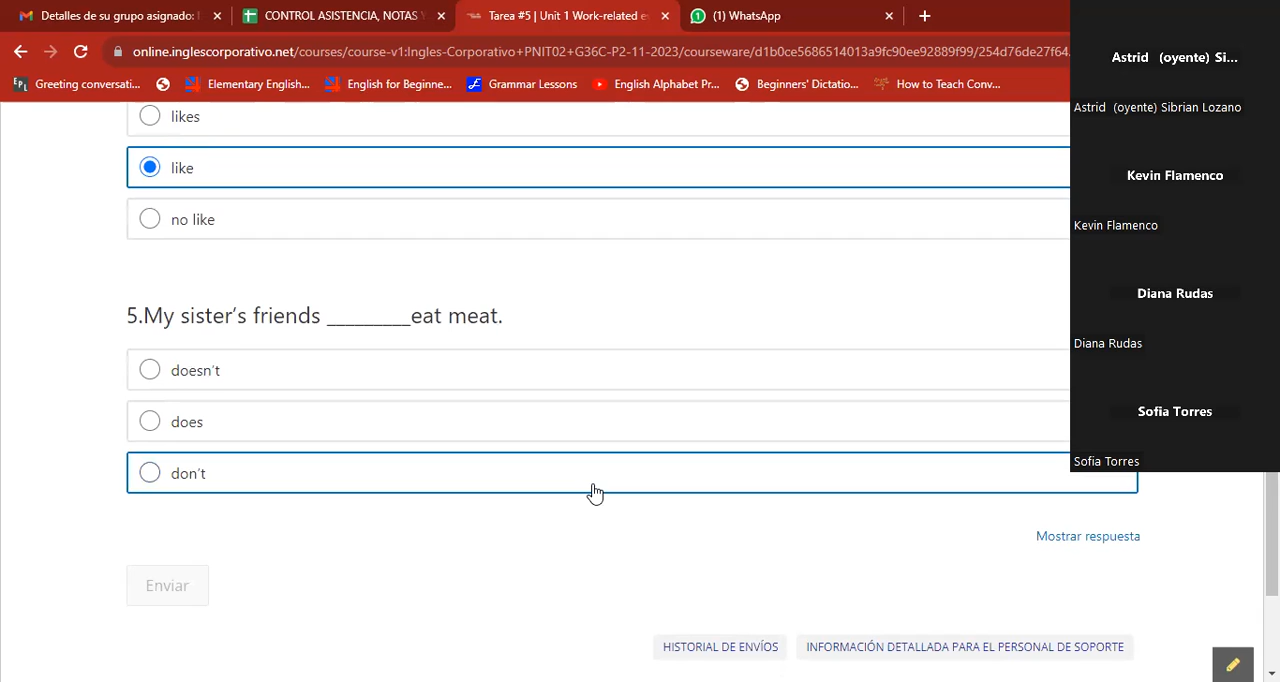 Detalles de su grupo asignado:
CONTROL ASISTENCIA, NOTAS Y
Tarea #5 | Unit 1 Work-related e
(1) WhatsApp
online.inglescorporativo.net/courses/course-v1:Ingles-Corporativo+PNIT02+G36C-P2-11-2023/courseware/d1b0ce5686514013a9fc90ee92889f99/254d76de27f64.
Greeting conversati...
Elementary English...
English for Beginne...
Grammar Lessons
English Alphabet Pr...
Beginners' Dictatio...
How to Teach Conv...
likes
like
no like
5.My sister's friends _________eat meat.
doesn't
does
don't
Mostrar respuesta
Enviar
HISTORIAL DE ENVÍOS
INFORMACIÓN DETALLADA PARA EL PERSONAL DE SOPORTE
Astrid (oyente) Si...
Astrid (oyente) Sibrian Lozano
Kevin Flamenco
Kevin Flamenco
Diana Rudas
Diana Rudas
Sofia Torres
Sofia Torres